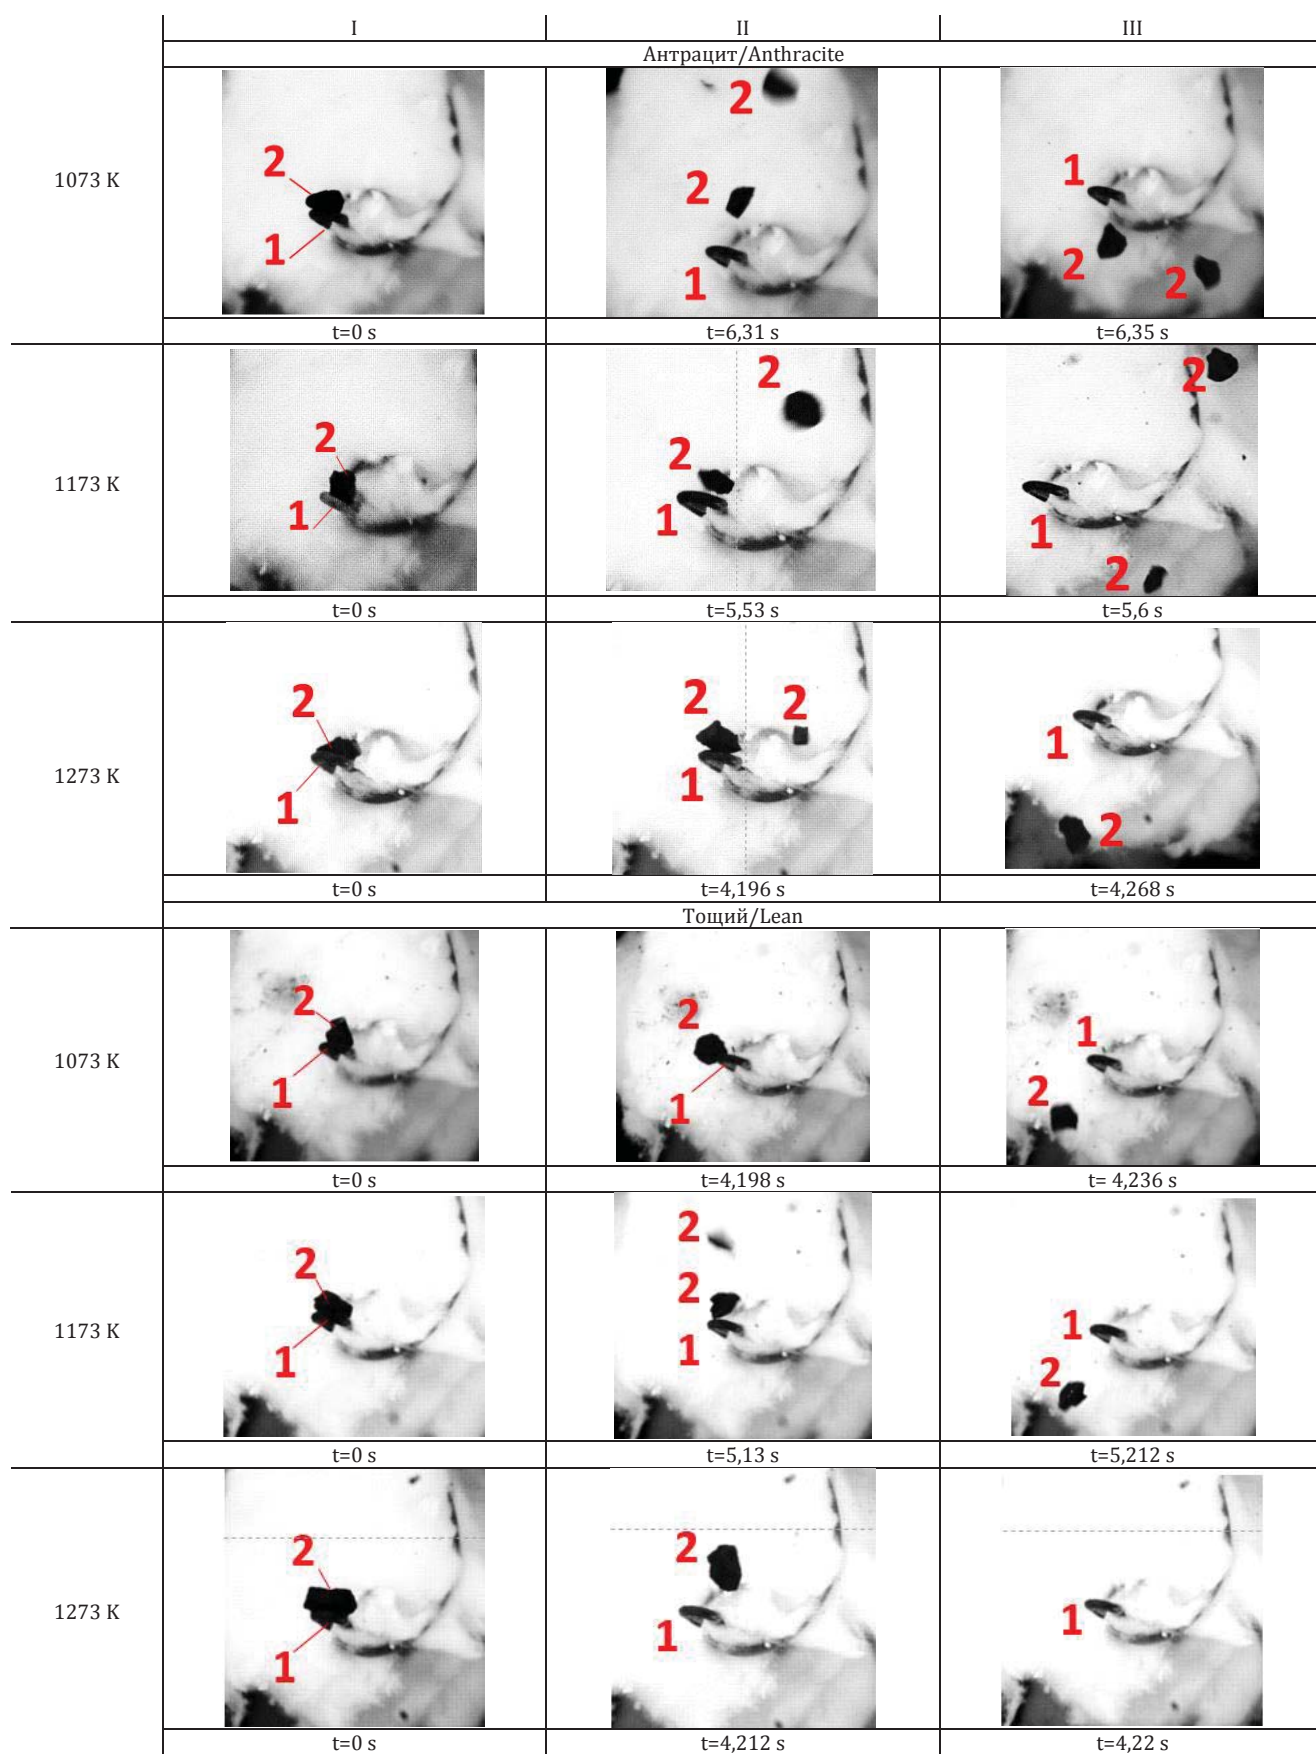 I II III
Антрацит/Anthracite
2
1
2
2
1
1
2
2
1073 K
t=0 s t=6,31 s t=6,35 s
2
1
2
2
1
2
1
2
1173 K
t=0 s t=5,53 s t=5,6 s
2
1
2 2
1
1
2
1273 K
t=0 s t=4,196 s t=4,268 s
Тощий/Lean
2
1
2
1
1
2
1073 K
t=0 s t=4,198 s t= 4,236 s
2
1
2
2
1
1
2
1173 K
t=0 s t=5,13 s t=5,212 s
2
1
2
1
1
1273 K
t=0 s t=4,212 s t=4,22 s